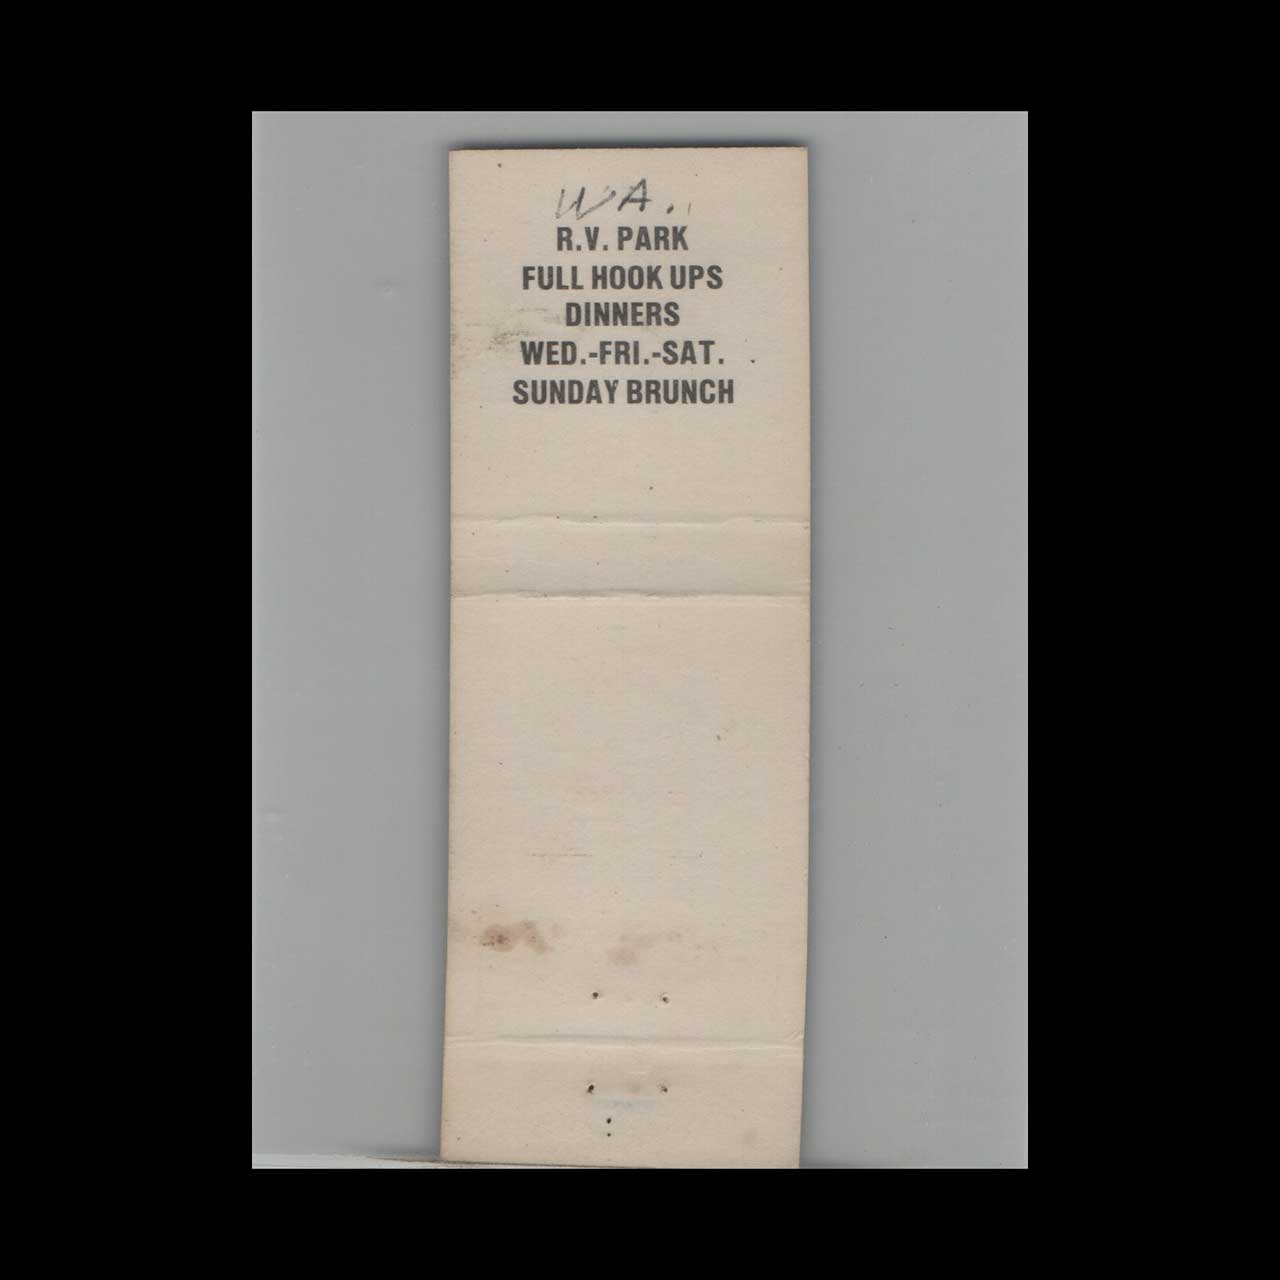 WA.
R.V. PARK
FULL HOOK UPS
DINNERS
WED.-FRI.-SAT.
SUNDAY BRUNCH